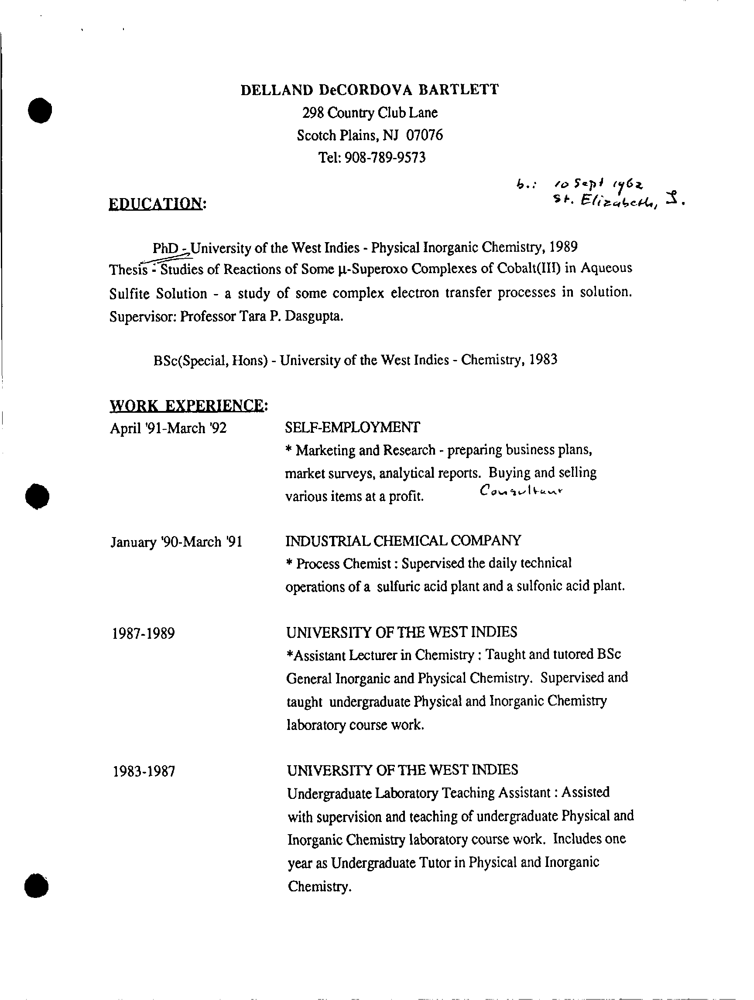 DELLAND DeCORDOVA BARTLETT
298 Country Club Lane
Scotch Plains, NJ 07076
Tel: 908-789-9573
b.: 10 Sept 1962
St. Elizabeth, J.
EDUCATION:
PhD - University of the West Indies - Physical Inorganic Chemistry, 1989
Thesis - Studies of Reactions of Some µ-Superoxo Complexes of Cobalt(III) in Aqueous
Sulfite Solution - a study of some complex electron transfer processes in solution.
Supervisor: Professor Tara P. Dasgupta.
BSc(Special, Hons) - University of the West Indies - Chemistry, 1983
WORK EXPERIENCE:
April '91-March '92 SELF-EMPLOYMENT
* Marketing and Research - preparing business plans,
market surveys, analytical reports. Buying and selling
various items at a profit. Consultant
January '90-March '91 INDUSTRIAL CHEMICAL COMPANY
* Process Chemist : Supervised the daily technical
operations of a sulfuric acid plant and a sulfonic acid plant.
1987-1989 UNIVERSITY OF THE WEST INDIES
*Assistant Lecturer in Chemistry : Taught and tutored BSc
General Inorganic and Physical Chemistry. Supervised and
taught undergraduate Physical and Inorganic Chemistry
laboratory course work.
1983-1987 UNIVERSITY OF THE WEST INDIES
Undergraduate Laboratory Teaching Assistant : Assisted
with supervision and teaching of undergraduate Physical and
Inorganic Chemistry laboratory course work. Includes one
year as Undergraduate Tutor in Physical and Inorganic
Chemistry.